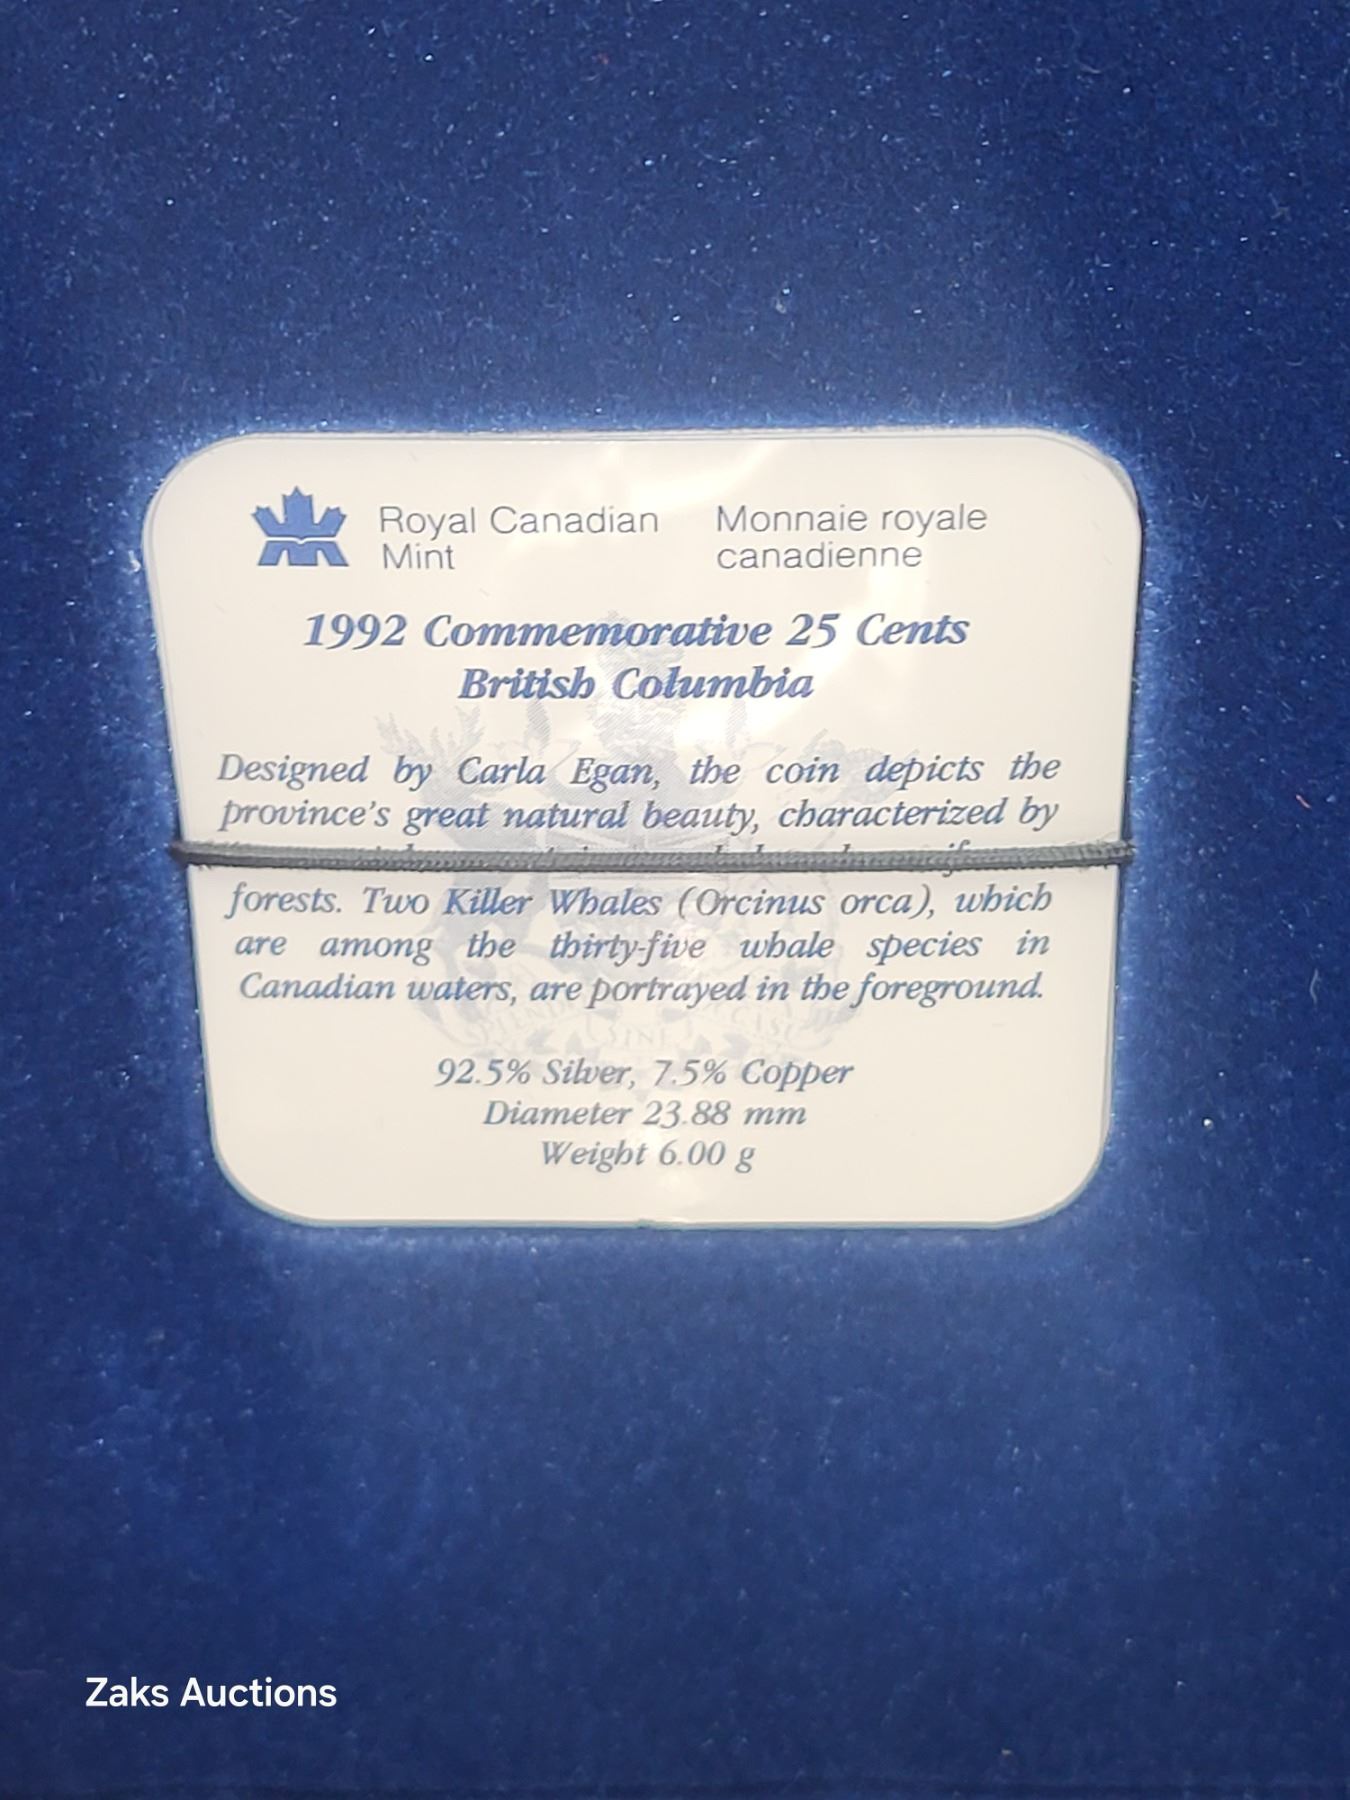 Royal Canadian Mint
Monnaie royale canadienne
1992 Commemorative 25 Cents
British Columbia
Designed by Carla Egan, the coin depicts the
province's great natural beauty, characterized by
forests. Two Killer Whales (Orcinus orca), which
are among the thirty-five whale species in
Canadian waters, are portrayed in the foreground.
92.5% Silver, 7.5% Copper
Diameter 23.88 mm
Weight 6.00 g
Zaks Auctions